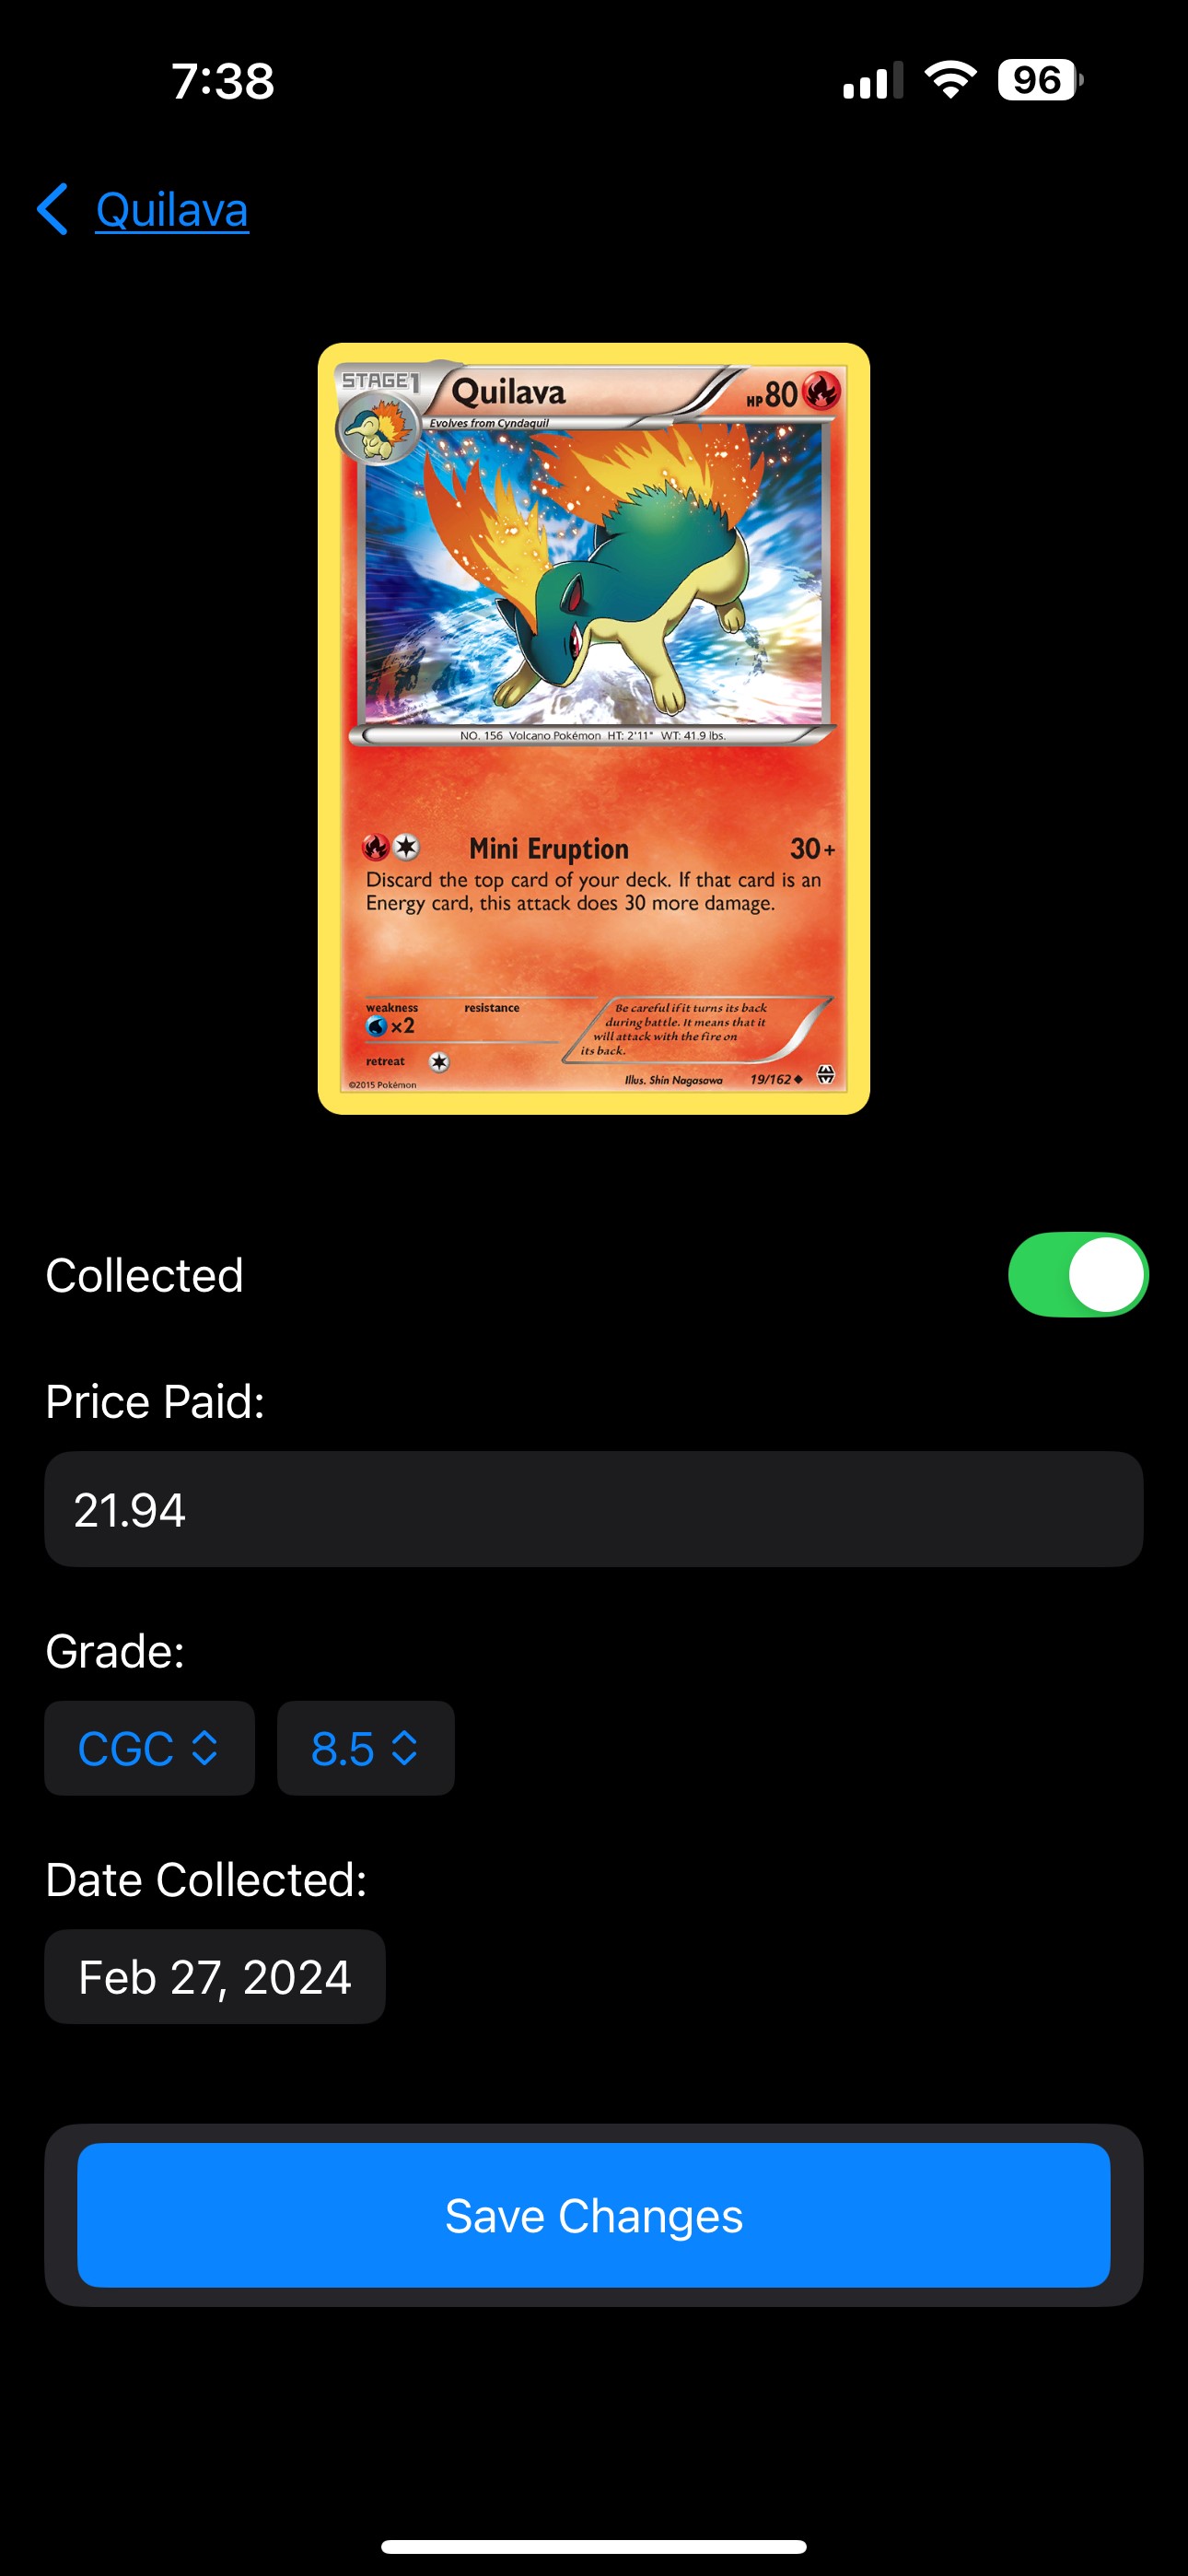 7:38
96
Quilava
STAGE1
Quilava
HP80
Evolves from Cyndaquil
NO. 156 Volcano Pokémon HT: 2'11" WT: 41.9 lbs.
Mini Eruption 30+
Discard the top card of your deck. If that card is an
Energy card, this attack does 30 more damage.
weakness resistance
×2
retreat
Be careful if it turns its back
during battle. It means that it
will attack with the fire on
its back.
©2015 Pokémon
Illus. Shin Nagasawa 19/162
Collected
Price Paid:
21.94
Grade:
CGC 8.5
Date Collected:
Feb 27, 2024
Save Changes